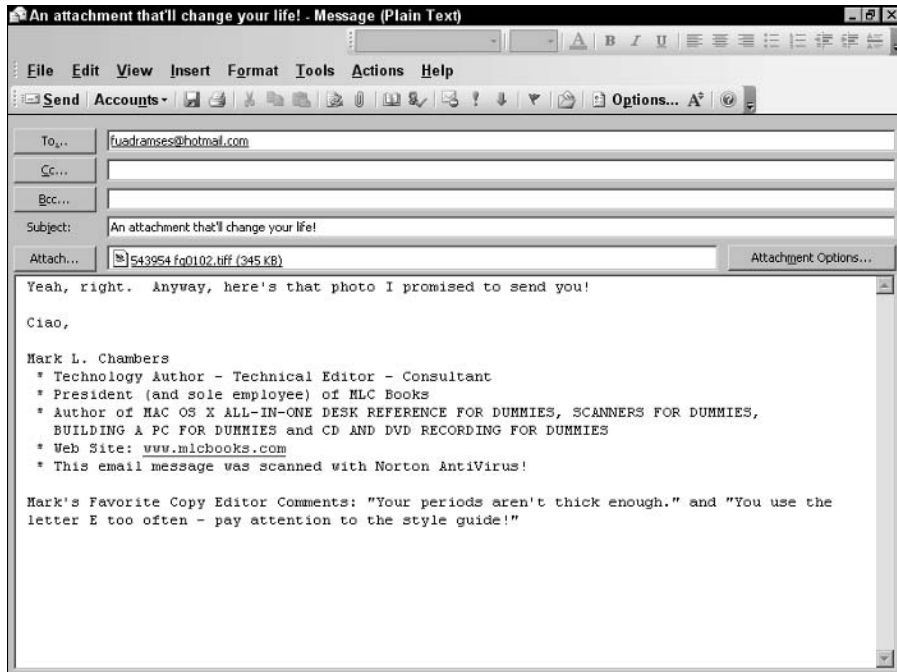 An attachment that'll change your life! - Message (Plain Text)
A B I U
File Edit View Insert Format Tools Actions Help
Send Accounts Options...
To... fuadramses@hotmail.com
Cc...
Bcc...
Subject: An attachment that'll change your life!
Attach... 543954 fg0102.tiff (345 KB) Attachment Options...
Yeah, right. Anyway, here's that photo I promised to send you!
Ciao,
Mark L. Chambers
* Technology Author - Technical Editor - Consultant
* President (and sole employee) of MLC Books
* Author of MAC OS X ALL-IN-ONE DESK REFERENCE FOR DUMMIES, SCANNERS FOR DUMMIES,
BUILDING A PC FOR DUMMIES and CD AND DVD RECORDING FOR DUMMIES
* Web Site: www.mlcbooks.com
* This email message was scanned with Norton AntiVirus!
Mark's Favorite Copy Editor Comments: "Your periods aren't thick enough." and "You use the
letter E too often - pay attention to the style guide!"